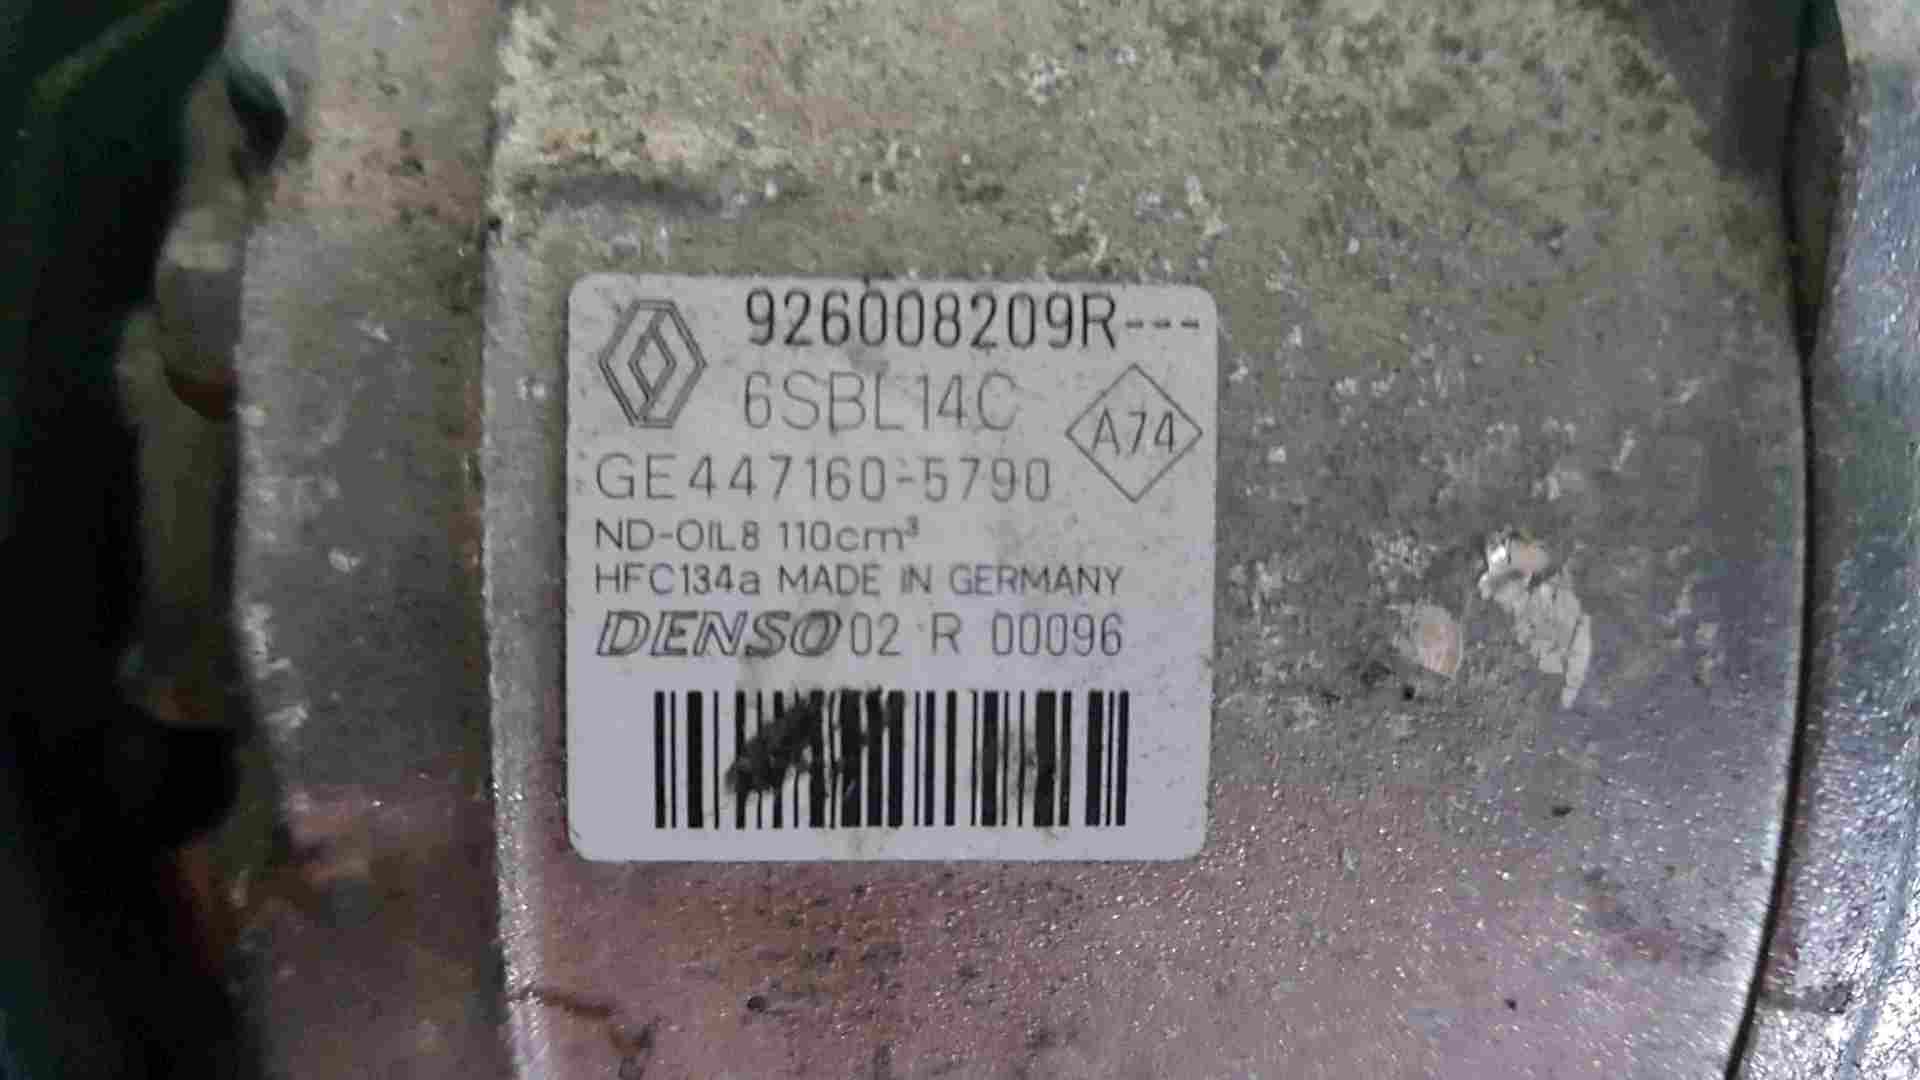 926008209R---
6SBL14C
A74
GE447160-5790
ND-OIL8 110cm³
HFC134a MADE IN GERMANY
DENSO 02 R 00096